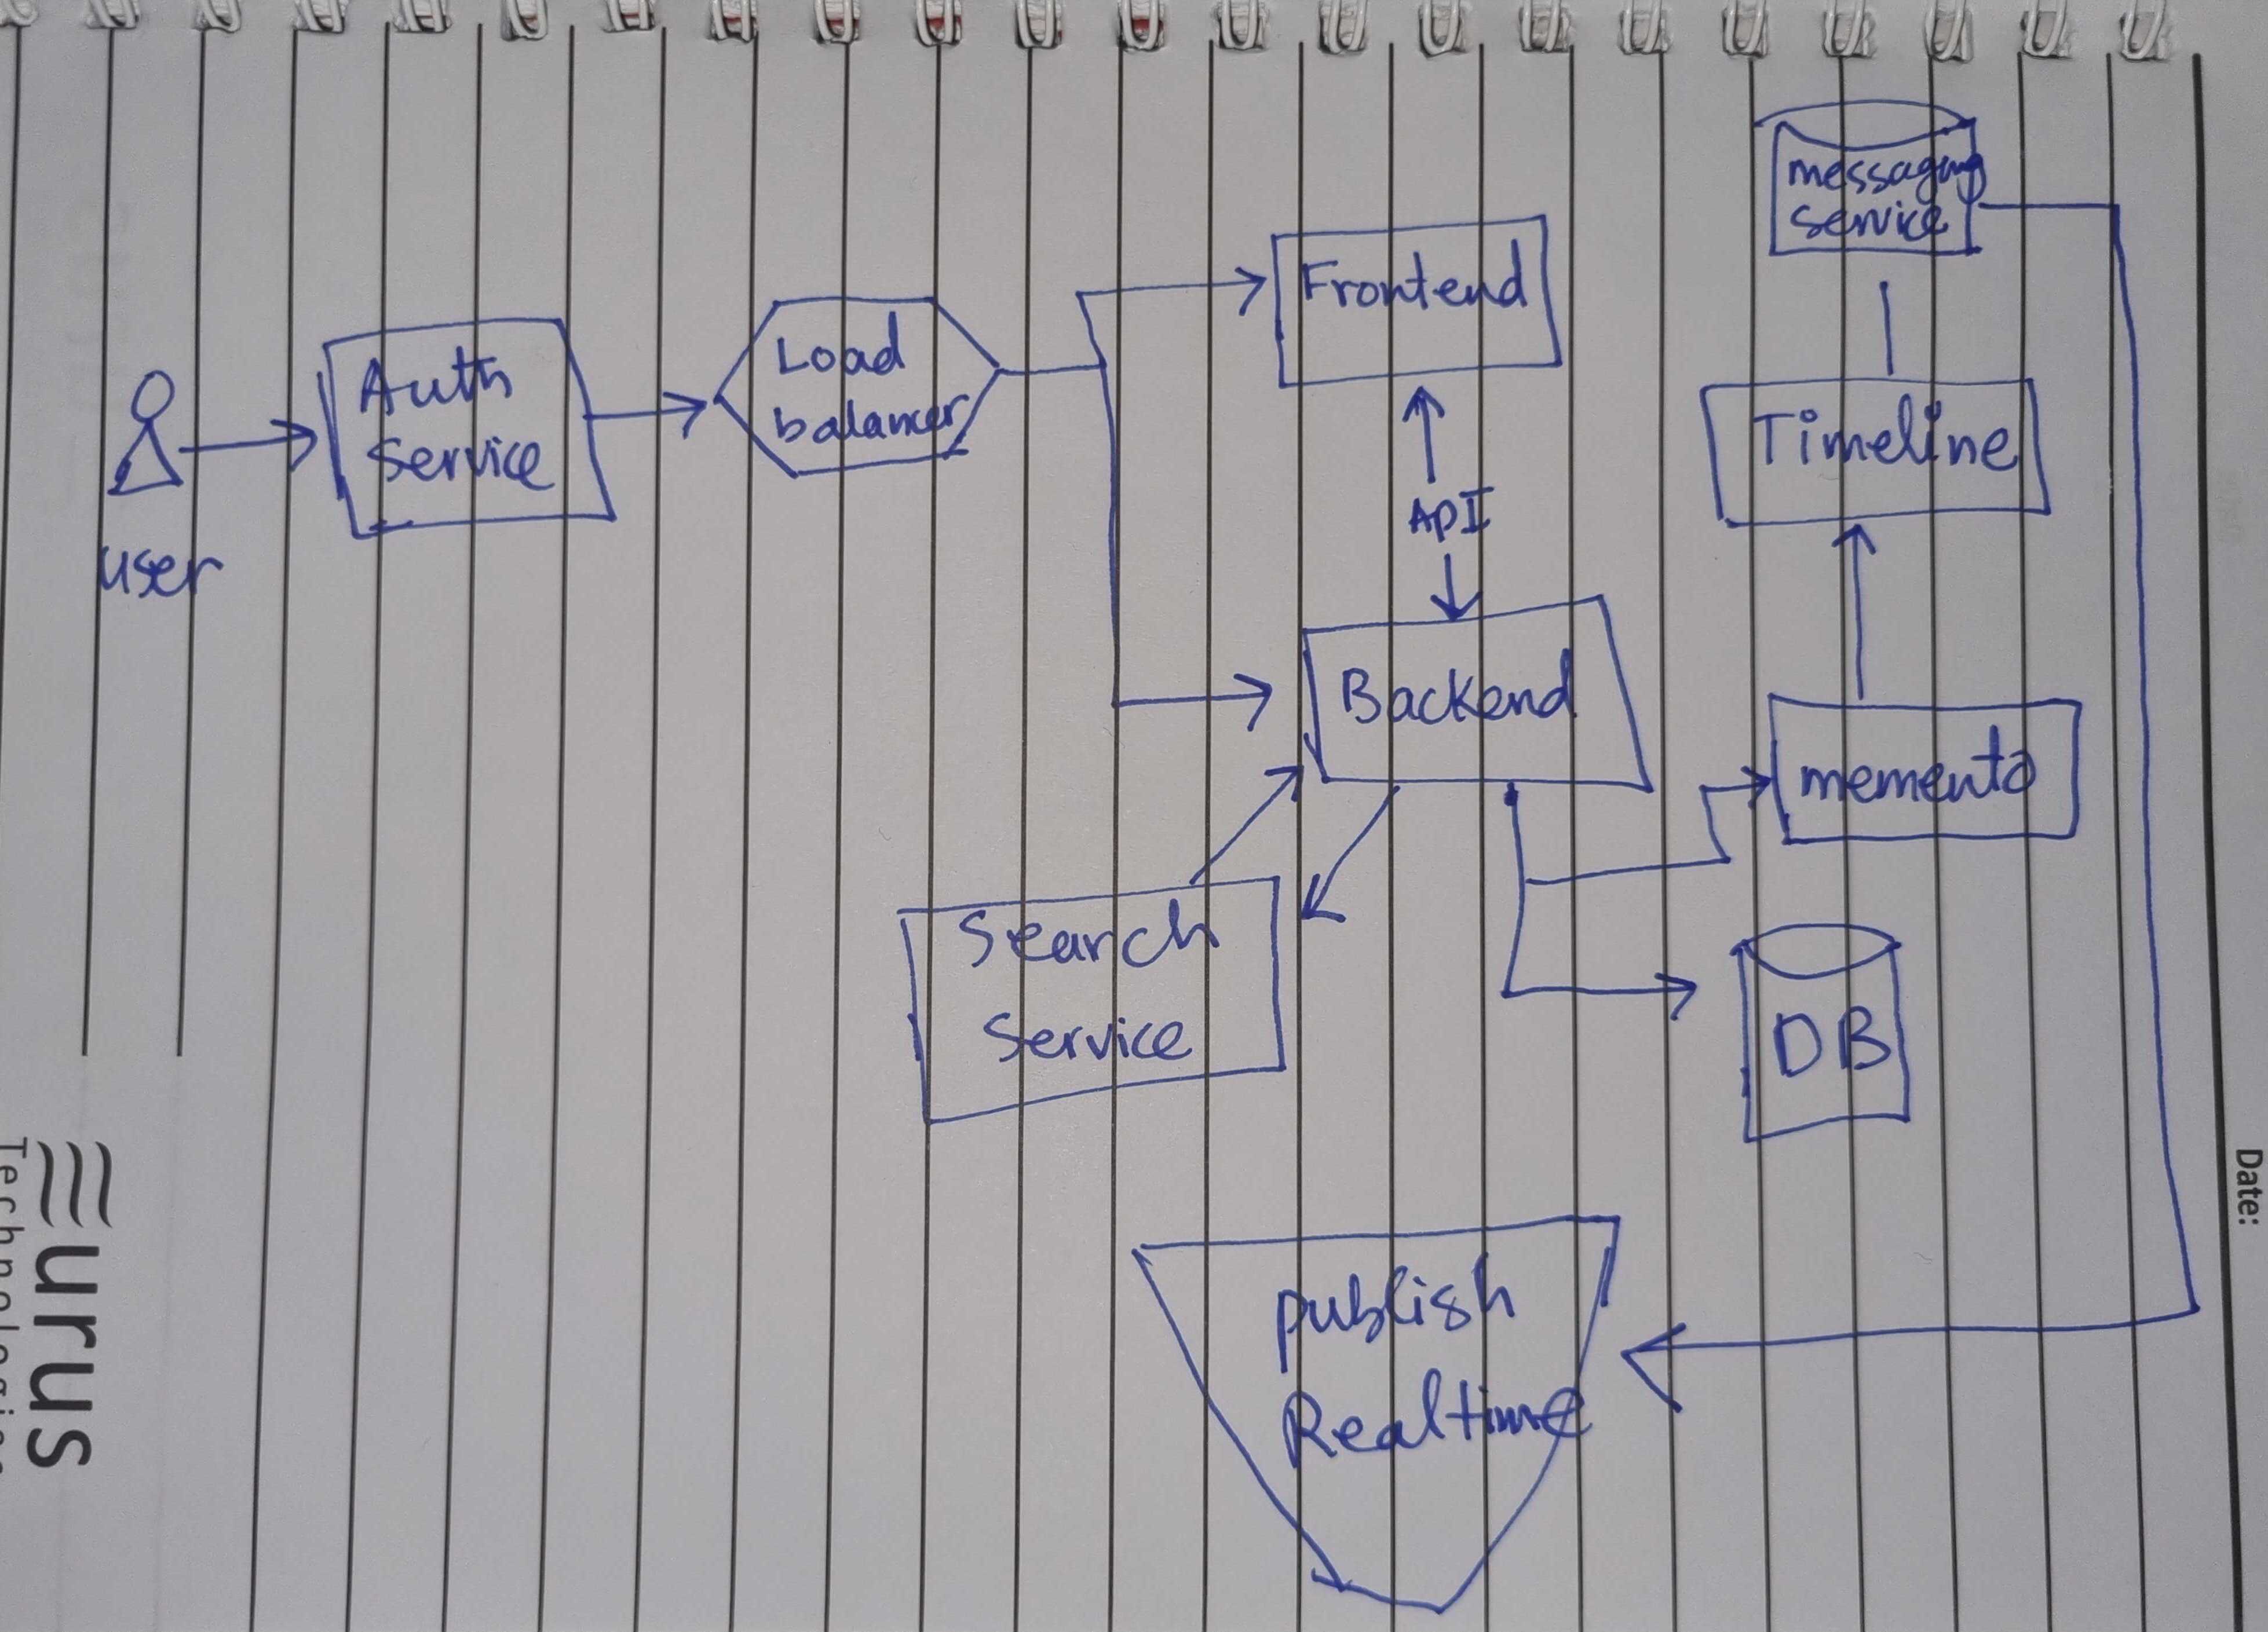 messaging
service
Frontend
Load
balancer
Auth
Service
Timeline
API
user
Backend
memento
Search
Service
DB
Date:
publish
Realtime
Eurus